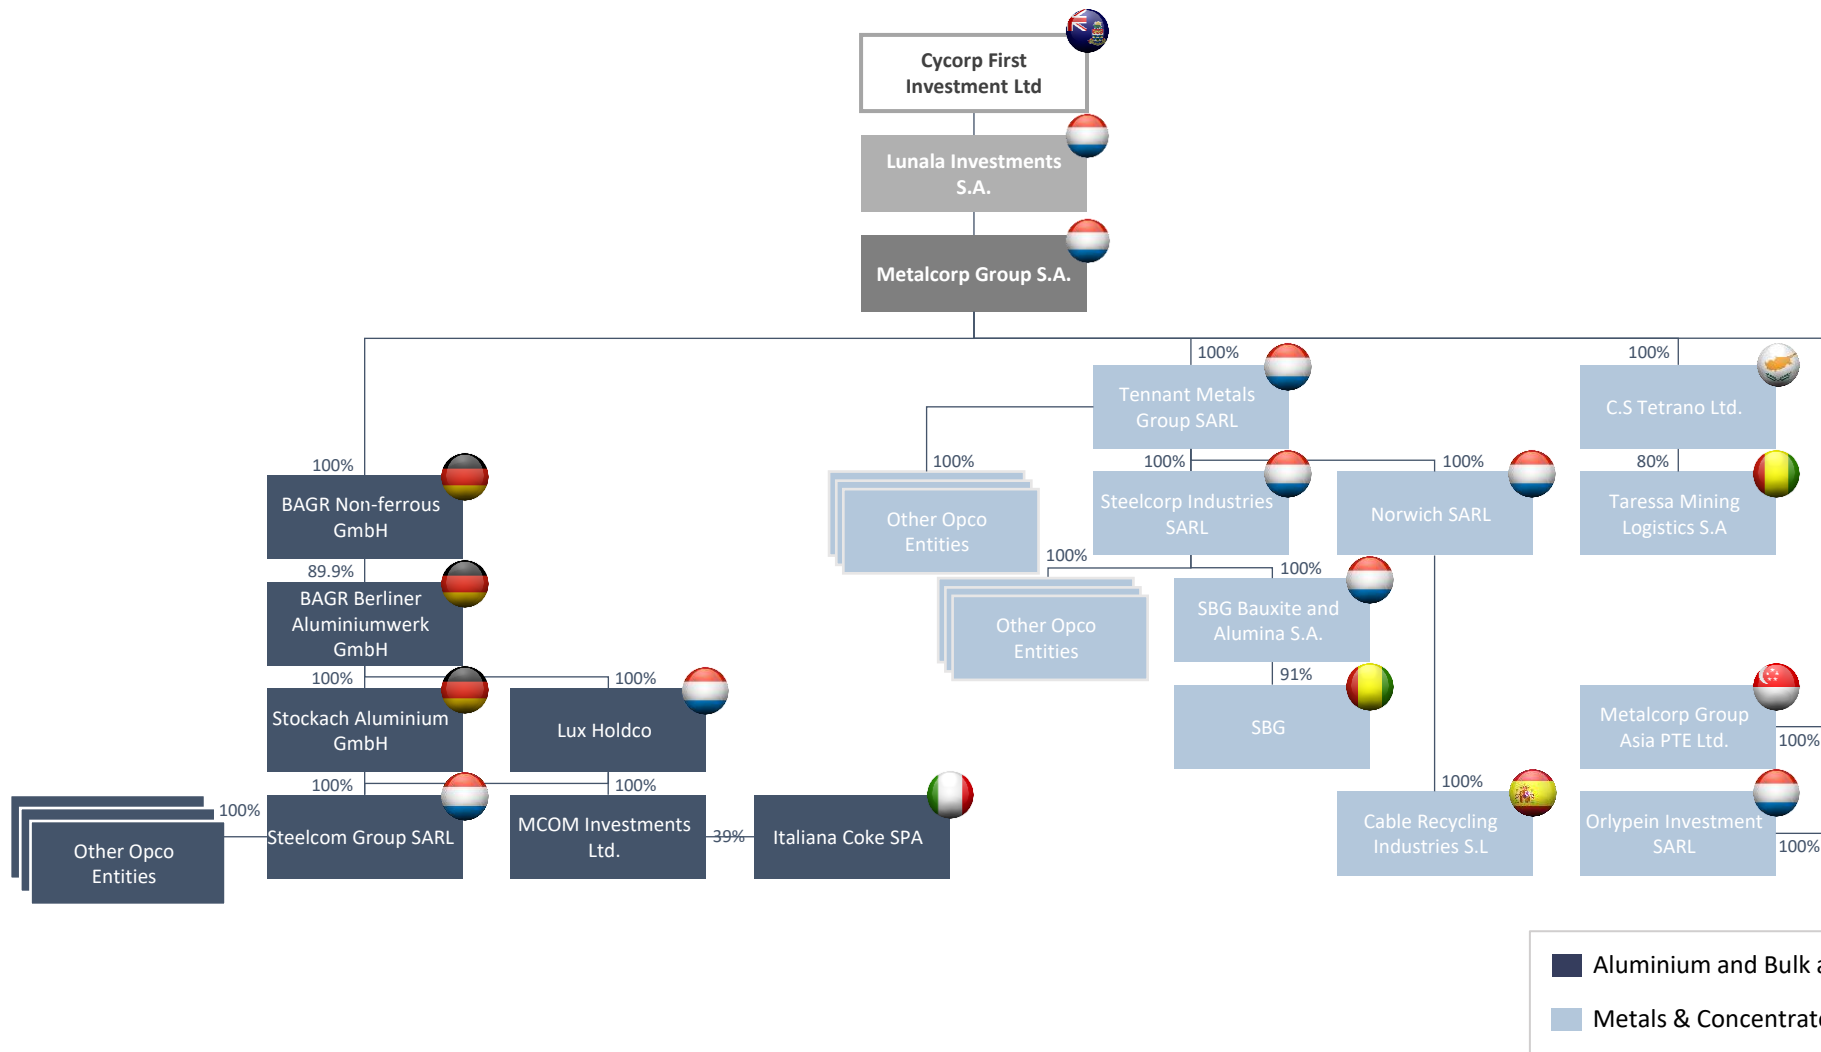 Cycorp First
Investment Ltd
Lunala Investments
S.A.
Metalcorp Group S.A.
100%
Tennant Metals
Group SARL
100%
C.S Tetrano Ltd.
100%
BAGR Non-ferrous
GmbH
100%
Other Opco
Entities
100%
Steelcorp Industries
SARL
100%
Norwich SARL
80%
Taressa Mining
Logistics S.A
89.9%
BAGR Berliner
Aluminiumwerk
GmbH
100%
Other Opco
Entities
100%
SBG Bauxite and
Alumina S.A.
91%
SBG
100%
Stockach Aluminium
GmbH
100%
Lux Holdco
Metalcorp Group
Asia PTE Ltd.
100%
100%
Other Opco
Entities
100%
Steelcom Group SARL
100%
MCOM Investments
Ltd.
39%
Italiana Coke SPA
100%
Cable Recycling
Industries S.L
Orlypein Investment
SARL
100%
Aluminium and Bulk a
Metals & Concentrat